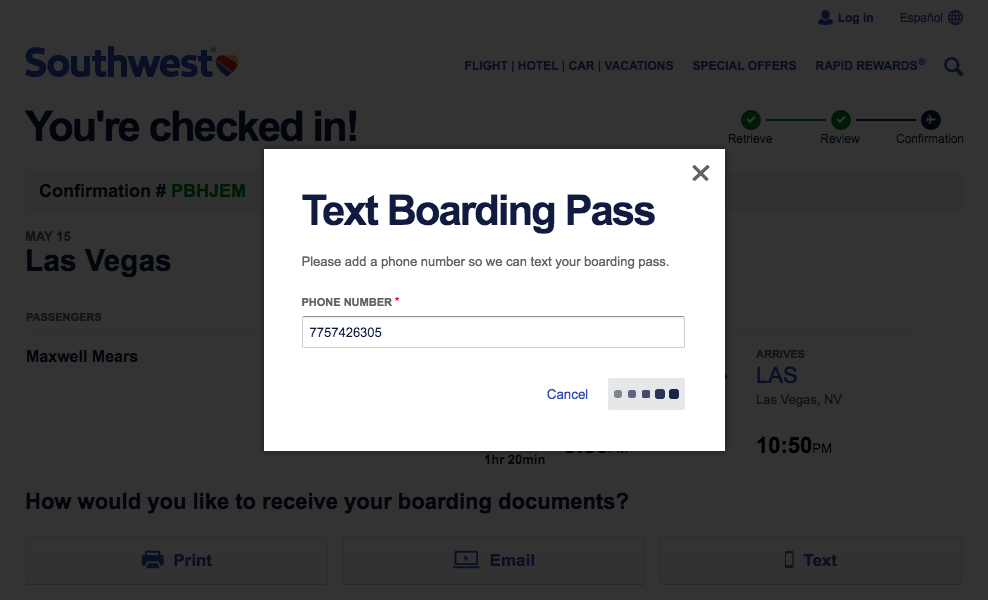 Log in
Español
Southwest®
FLIGHT | HOTEL | CAR | VACATIONS
SPECIAL OFFERS
RAPID REWARDS®
You're checked in!
Retrieve
Review
Confirmation
Confirmation # PBHJEM
Text Boarding Pass
Please add a phone number so we can text your boarding pass.
PHONE NUMBER *
7757426305
Cancel
MAY 15
Las Vegas
PASSENGERS
Maxwell Mears
ARRIVES
LAS
Las Vegas, NV
1hr 20min
10:50PM
How would you like to receive your boarding documents?
Print
Email
Text